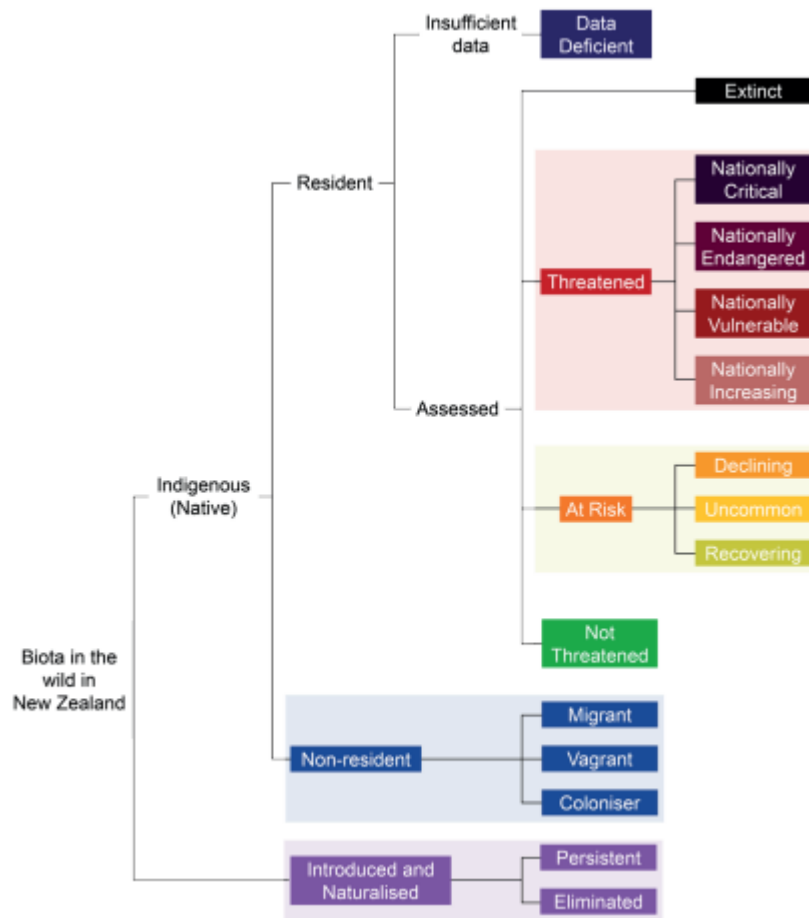 Insufficient
data
Data
Deficient
Extinct
Resident
Nationally
Critical
Nationally
Endangered
Threatened
Nationally
Vulnerable
Nationally
Increasing
Assessed
Declining
Indigenous
(Native)
At Risk
Uncommon
Recovering
Not
Threatened
Biota in the
wild in
New Zealand
Migrant
Non-resident
Vagrant
Coloniser
Introduced and
Naturalised
Persistent
Eliminated